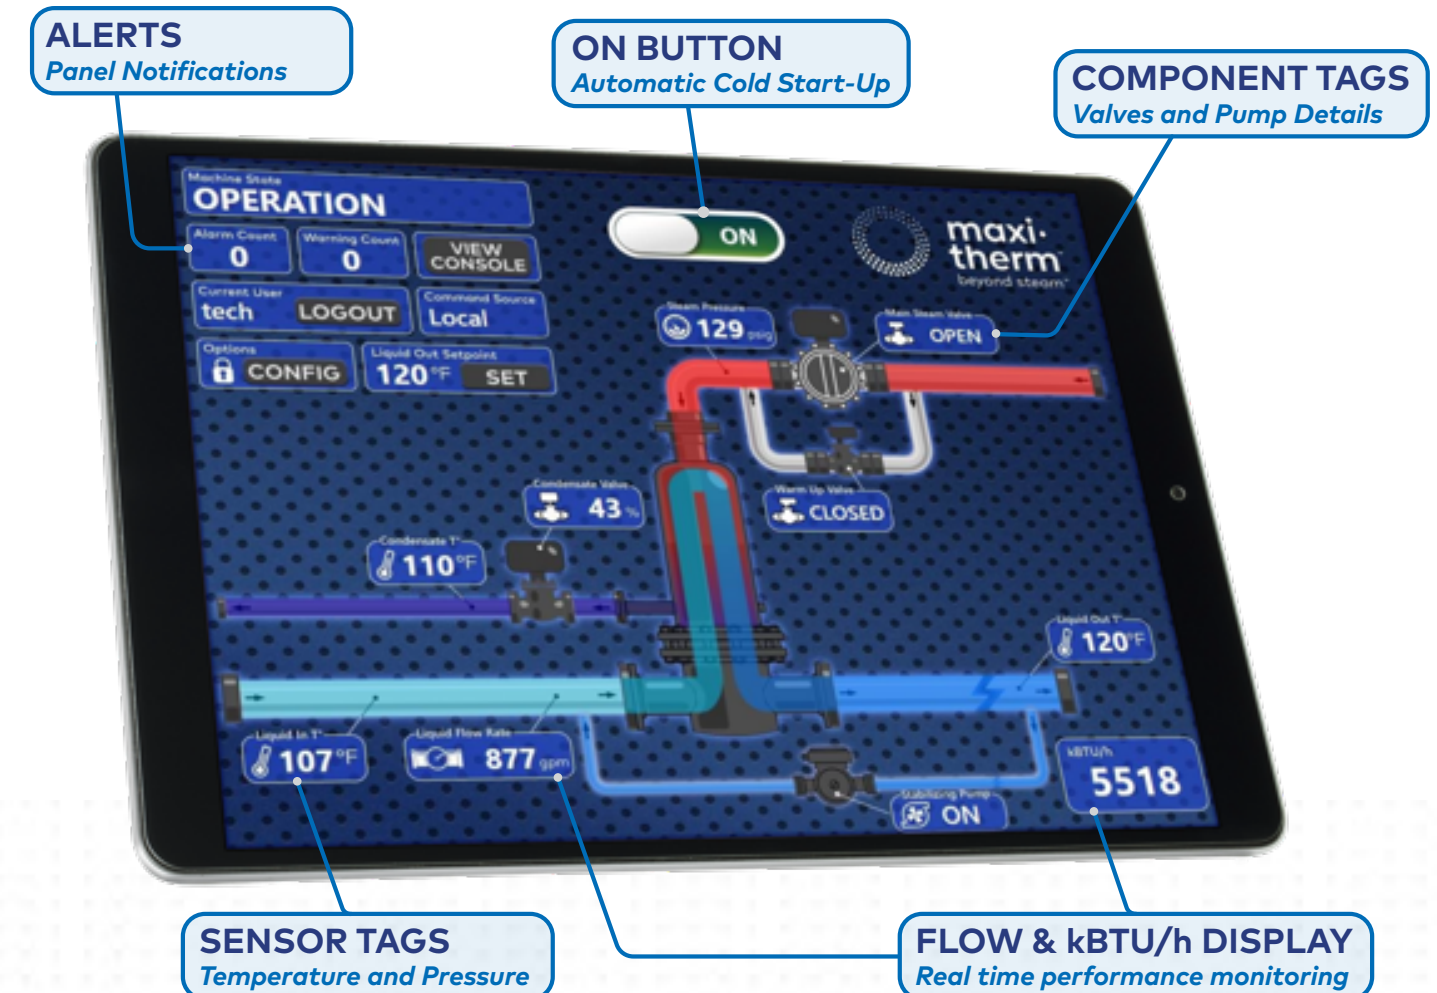 ALERTS
Panel Notifications
ON BUTTON
Automatic Cold Start-Up
COMPONENT TAGS
Valves and Pump Details
Machine State
OPERATION
Alarm Count
0
Warning Count
0
VIEW
CONSOLE
Current User
tech
LOGOUT
Command Source
Local
Options
CONFIG
Liquid Out Setpoint
120°F
SET
ON
maxi·
therm
beyond steam
Steam Pressure
129 psig
Main Steam Valve
OPEN
Condensate Valve
43 %
Warm Up Valve
CLOSED
Condensate T°
110°F
Liquid Out T°
120°F
Liquid In T°
107°F
Liquid Flow Rate
877 gpm
Stabilizing Pump
ON
kBTU/h
5518
SENSOR TAGS
Temperature and Pressure
FLOW & kBTU/h DISPLAY
Real time performance monitoring